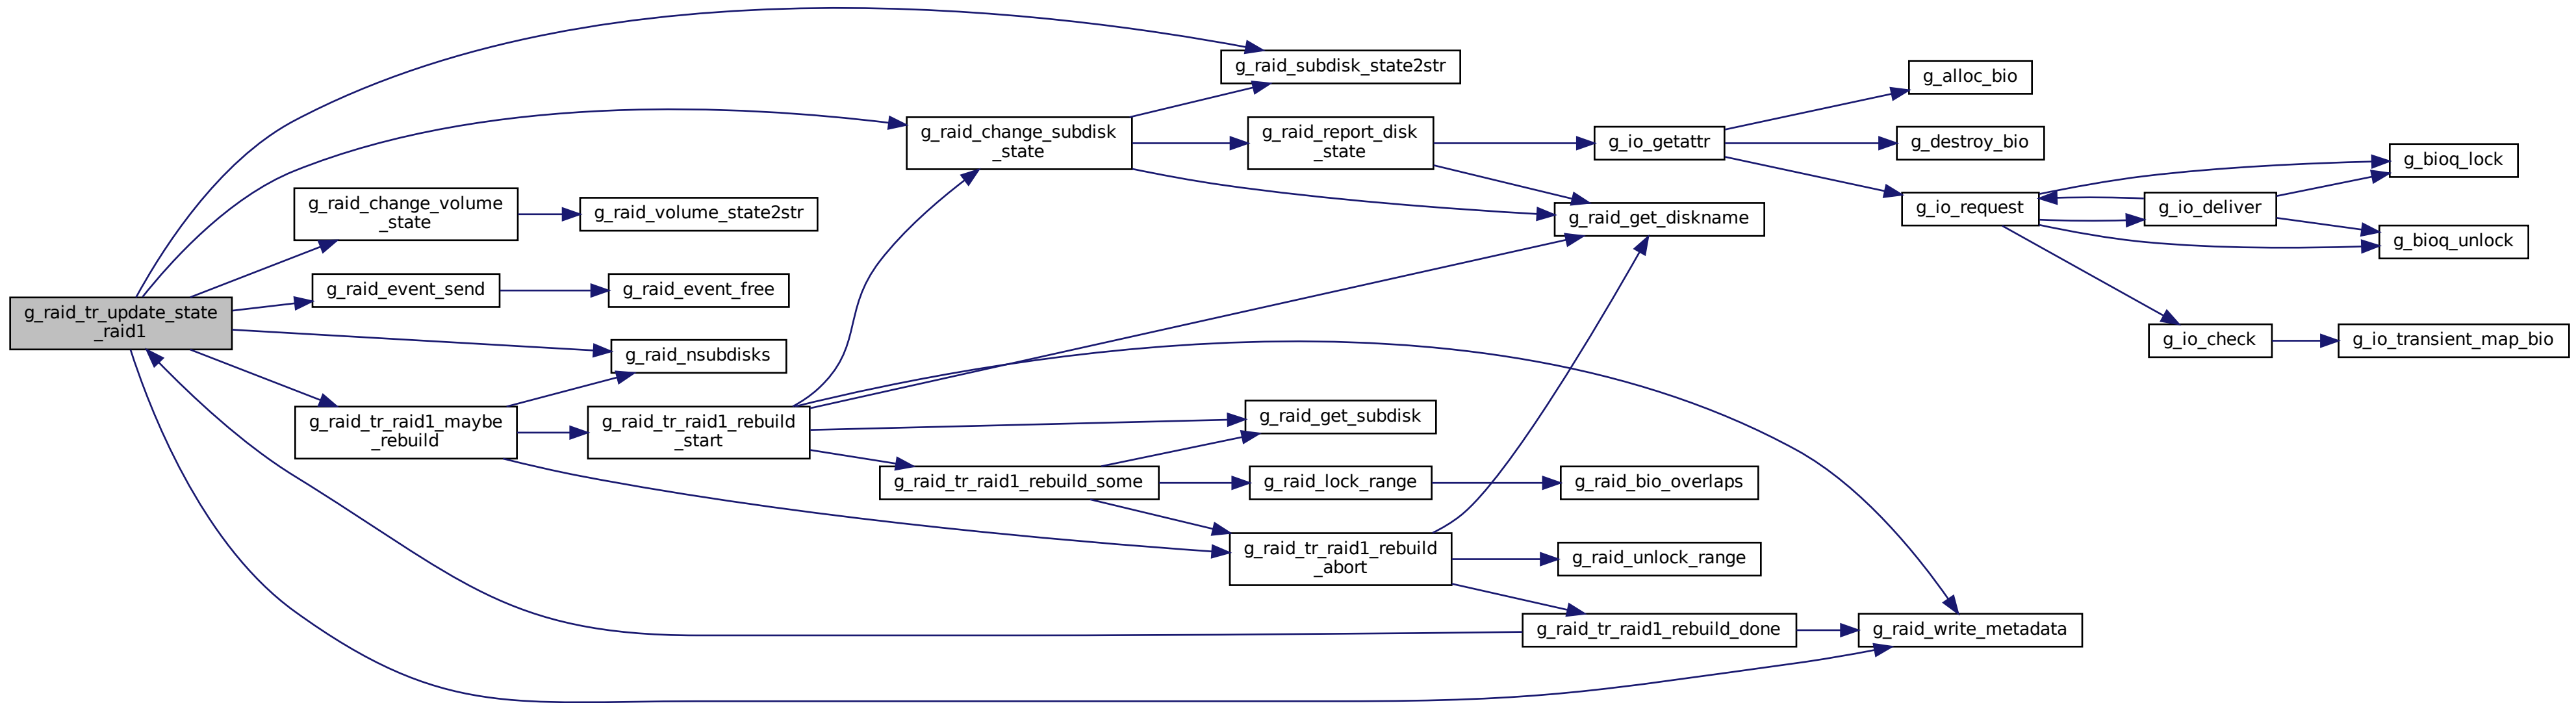 g_raid_tr_update_state
_raid1
g_raid_subdisk_state2str
g_raid_change_subdisk
_state
g_raid_change_volume
_state
g_raid_volume_state2str
g_raid_event_send
g_raid_event_free
g_raid_nsubdisks
g_raid_tr_raid1_maybe
_rebuild
g_raid_tr_raid1_rebuild
_start
g_raid_report_disk
_state
g_io_getattr
g_alloc_bio
g_destroy_bio
g_io_request
g_io_deliver
g_bioq_lock
g_bioq_unlock
g_io_check
g_io_transient_map_bio
g_raid_get_diskname
g_raid_get_subdisk
g_raid_tr_raid1_rebuild_some
g_raid_lock_range
g_raid_bio_overlaps
g_raid_tr_raid1_rebuild
_abort
g_raid_unlock_range
g_raid_tr_raid1_rebuild_done
g_raid_write_metadata